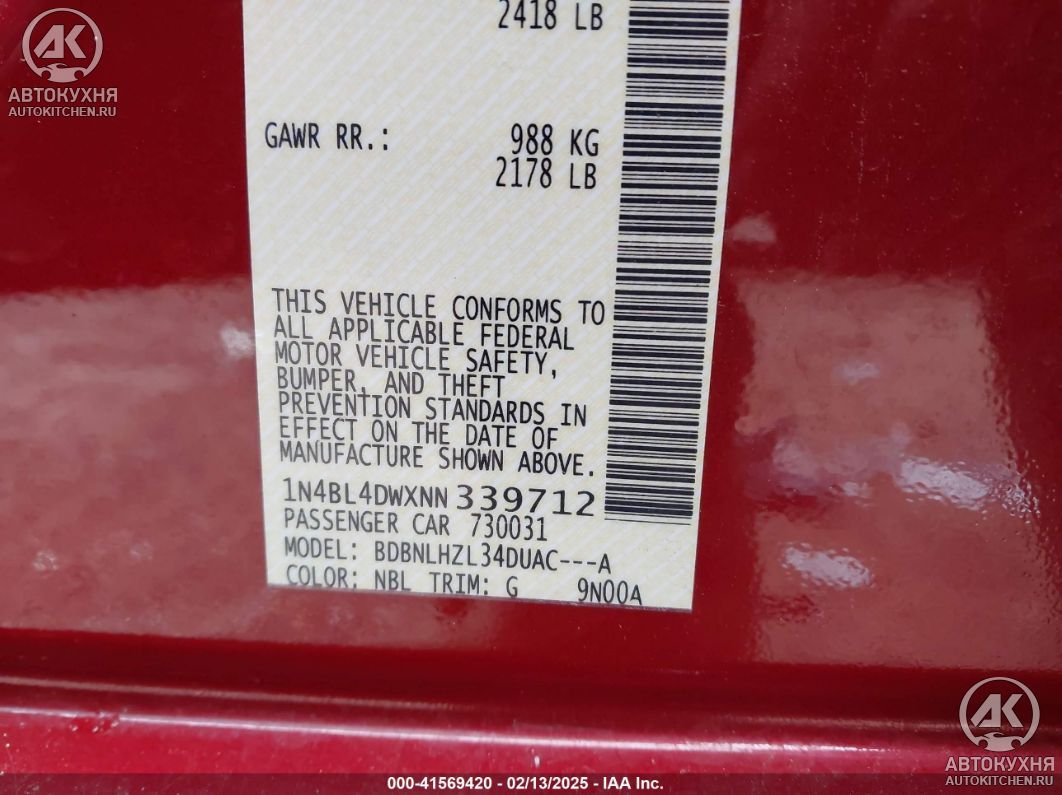 AK
АВТОКУХНЯ
AUTOKITCHEN.RU
2418 LB
GAWR RR.: 988 KG
2178 LB
THIS VEHICLE CONFORMS TO
ALL APPLICABLE FEDERAL
MOTOR VEHICLE SAFETY,
BUMPER, AND THEFT
PREVENTION STANDARDS IN
EFFECT ON THE DATE OF
MANUFACTURE SHOWN ABOVE.
1N4BL4DWXNN339712
PASSENGER CAR 730031
MODEL: BDBNLHZL34DUAC---A
COLOR: NBL TRIM: G 9N00A
AK
АВТОКУХНЯ
AUTOKITCHEN.RU
000-41569420 - 02/13/2025 - IAA Inc.